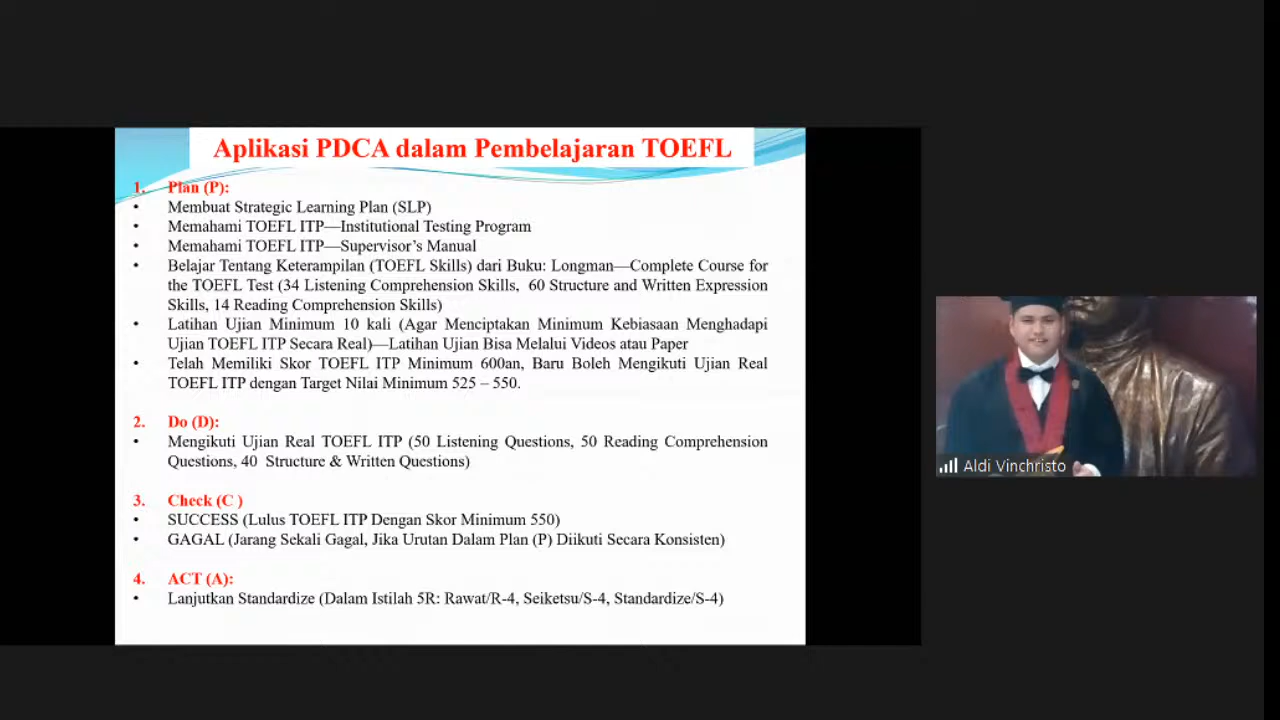 Aplikasi PDCA dalam Pembelajaran TOEFL
1. Plan (P):
• Membuat Strategic Learning Plan (SLP)
• Memahami TOEFL ITP—Institutional Testing Program
• Memahami TOEFL ITP—Supervisor's Manual
• Belajar Tentang Keterampilan (TOEFL Skills) dari Buku: Longman—Complete Course for
the TOEFL Test (34 Listening Comprehension Skills, 60 Structure and Written Expression
Skills, 14 Reading Comprehension Skills)
• Latihan Ujian Minimum 10 kali (Agar Menciptakan Minimum Kebiasaan Menghadapi
Ujian TOEFL ITP Secara Real)—Latihan Ujian Bisa Melalui Videos atau Paper
• Telah Memiliki Skor TOEFL ITP Minimum 600an, Baru Boleh Mengikuti Ujian Real
TOEFL ITP dengan Target Nilai Minimum 525 – 550.
2. Do (D):
• Mengikuti Ujian Real TOEFL ITP (50 Listening Questions, 50 Reading Comprehension
Questions, 40 Structure & Written Questions)
3. Check (C )
• SUCCESS (Lulus TOEFL ITP Dengan Skor Minimum 550)
• GAGAL (Jarang Sekali Gagal, Jika Urutan Dalam Plan (P) Diikuti Secara Konsisten)
4. ACT (A):
• Lanjutkan Standardize (Dalam Istilah 5R: Rawat/R-4, Seiketsu/S-4, Standardize/S-4)
Aldi Vinchristo